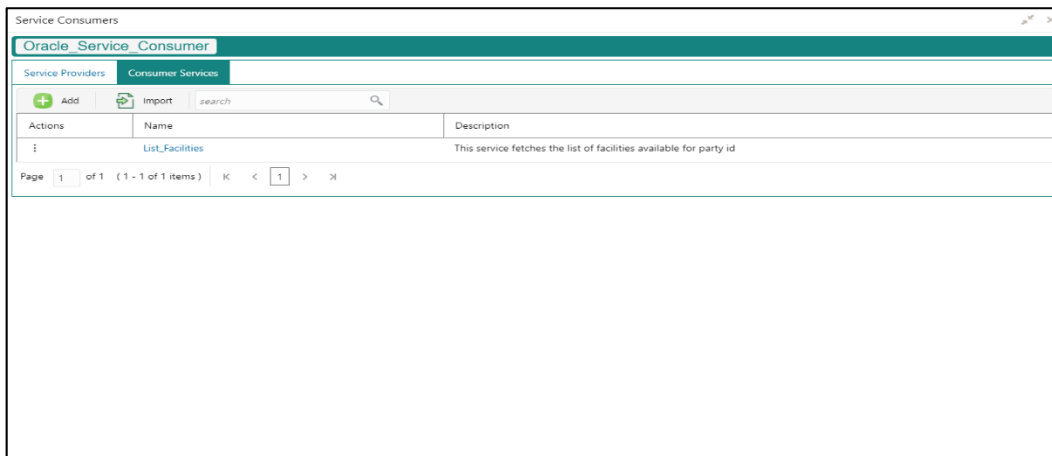 Service Consumers
Oracle_Service_Consumer
Service Providers Consumer Services
Add Import search
Actions Name Description
List_Facilities This service fetches the list of facilities available for party id
Page 1 of 1 (1 - 1 of 1 items) 1